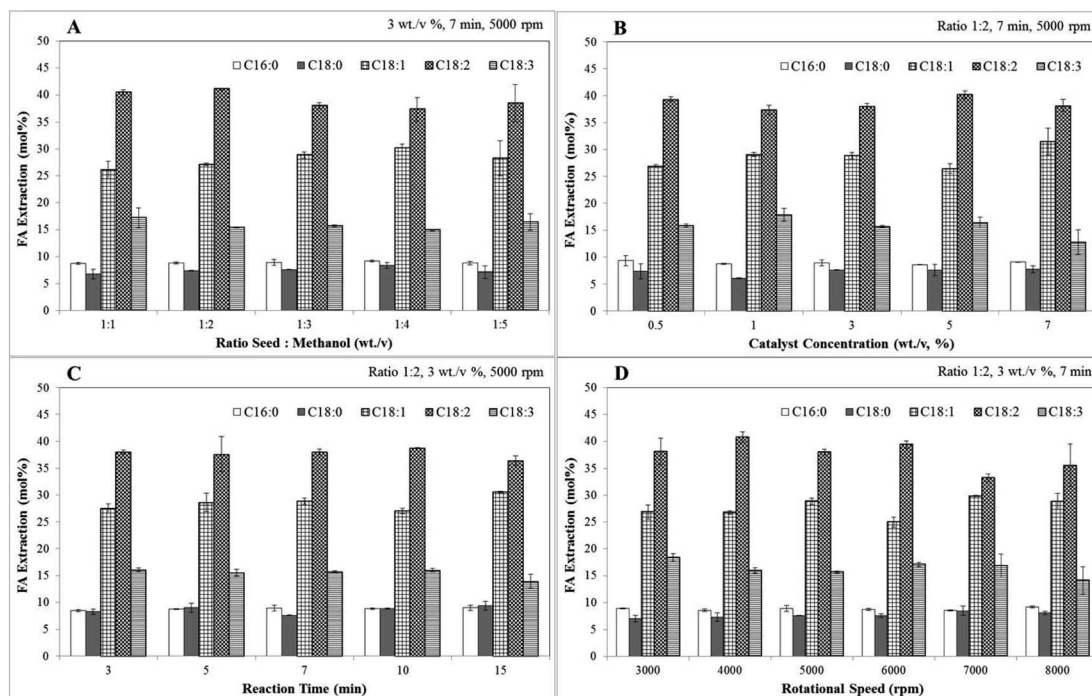 A
3 wt./v %, 7 min, 5000 rpm
50
45
40
35
30
25
20
15
10
5
0
FA Extraction (mol%)
C16:0 C18:0 C18:1 C18:2 C18:3
1:1 1:2 1:3 1:4 1:5
Ratio Seed : Methanol (wt./v)
B
Ratio 1:2, 7 min, 5000 rpm
50
45
40
35
30
25
20
15
10
5
0
FA Extraction (mol%)
C16:0 C18:0 C18:1 C18:2 C18:3
0.5 1 3 5 7
Catalyst Concentration (wt./v, %)
C
Ratio 1:2, 3 wt./v %, 5000 rpm
50
45
40
35
30
25
20
15
10
5
0
FA Extraction (mol%)
C16:0 C18:0 C18:1 C18:2 C18:3
3 5 7 10 15
Reaction Time (min)
D
Ratio 1:2, 3 wt./v %, 7 min
50
45
40
35
30
25
20
15
10
5
0
FA Extraction (mol%)
C16:0 C18:0 C18:1 C18:2 C18:3
3000 4000 5000 6000 7000 8000
Rotational Speed (rpm)